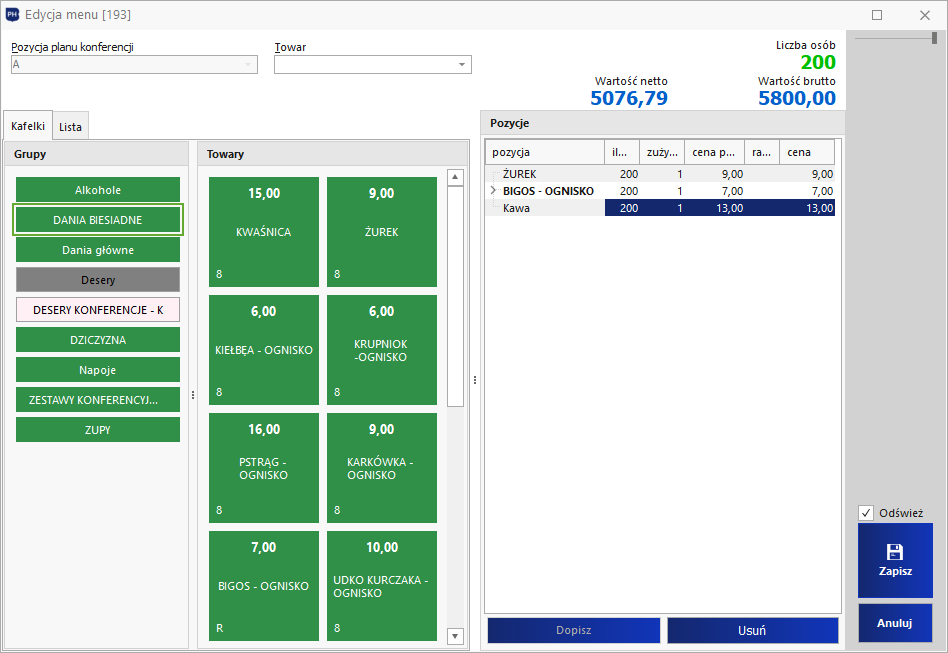 PH
Edycja menu [193]
Pozycja planu konferencji
A
Towar
Liczba osób
200
Wartość netto
5076,79
Wartość brutto
5800,00
Kafelki
Lista
Grupy
Alkohole
DANIA BIESIADNE
Dania główne
Desery
DESERY KONFERENCJE - K
DZICZYZNA
Napoje
ZESTAWY KONFERENCYJ...
ZUPY
Towary
15,00
KWAŚNICA
8
9,00
ŻUREK
8
6,00
KIEŁBĘA - OGNISKO
8
6,00
KRUPNIOK
-OGNISKO
8
16,00
PSTRĄG -
OGNISKO
8
9,00
KARKÓWKA -
OGNISKO
8
7,00
BIGOS - OGNISKO
R
10,00
UDKO KURCZAKA -
OGNISKO
8
Pozycje
pozycja il... zuży... cena p... ra... cena
ŻUREK 200 1 9,00 9,00
BIGOS - OGNISKO 200 1 7,00 7,00
Kawa 200 1 13,00 13,00
Dopisz
Usuń
Odśwież
Zapisz
Anuluj